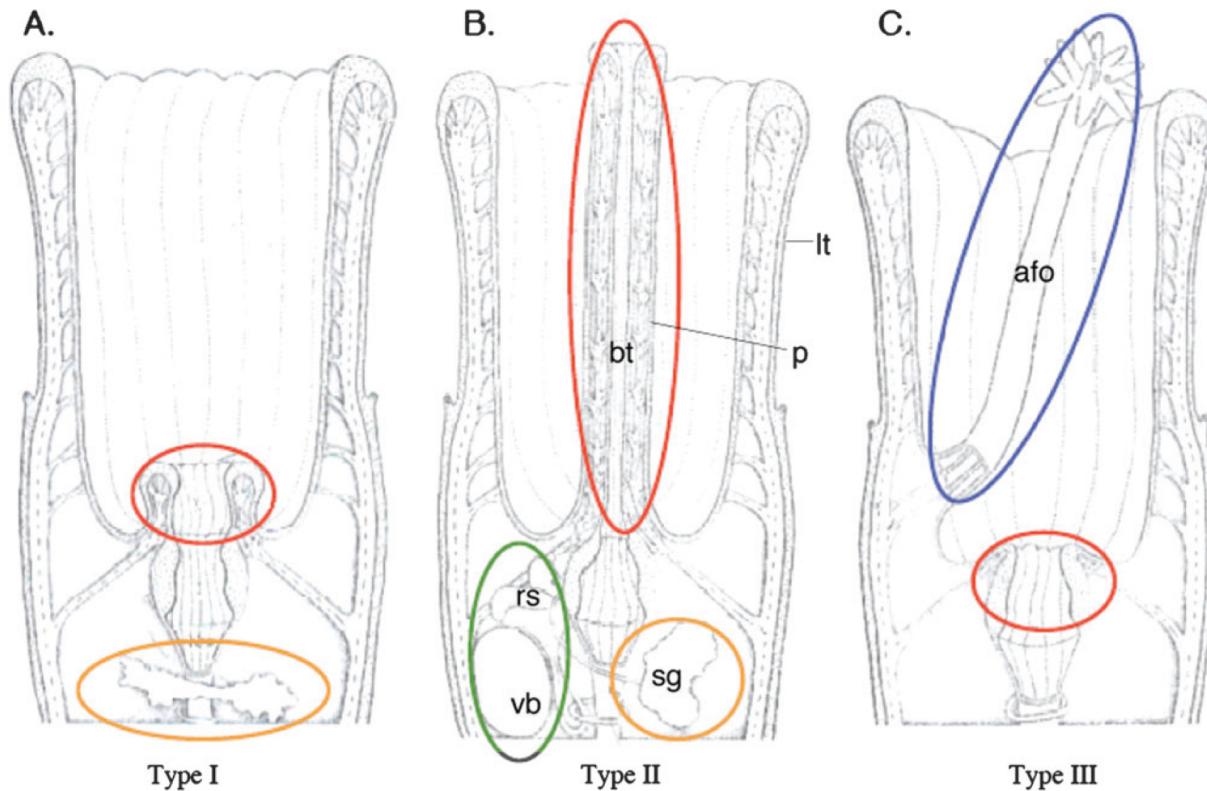 A.
B.
C.
lt
afo
bt
p
rs
sg
vb
Type I
Type II
Type III